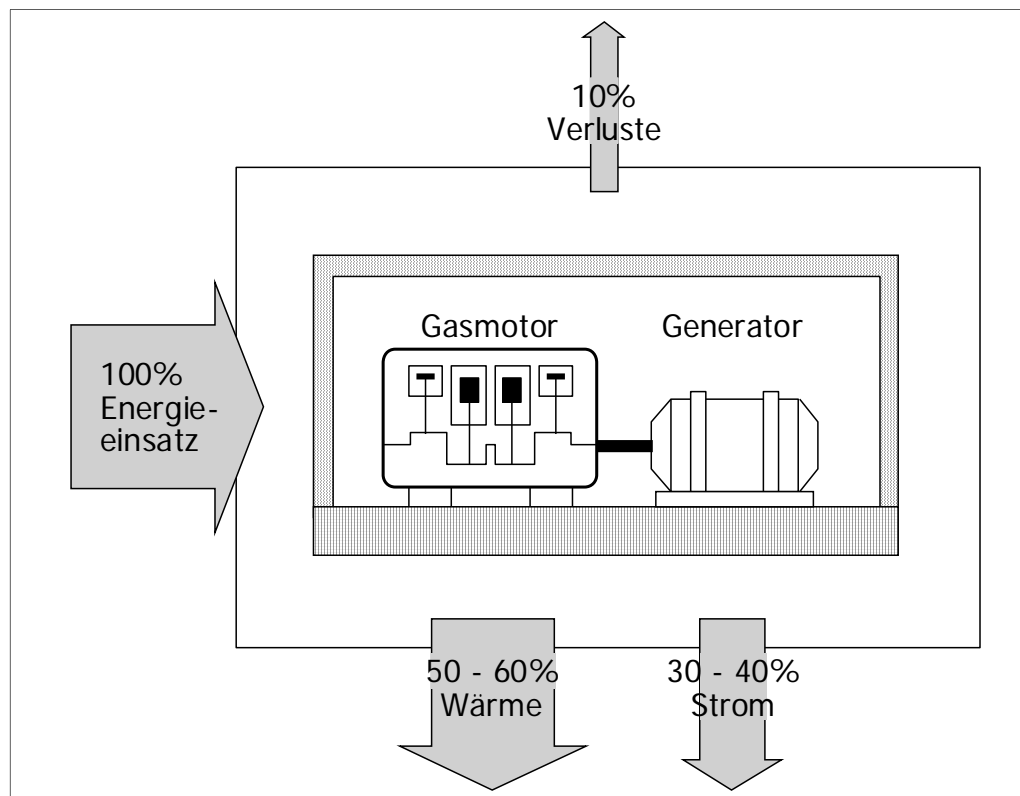 10%
Verluste
Gasmotor
Generator
100%
Energie-
einsatz
50 - 60%
Wärme
30 - 40%
Strom